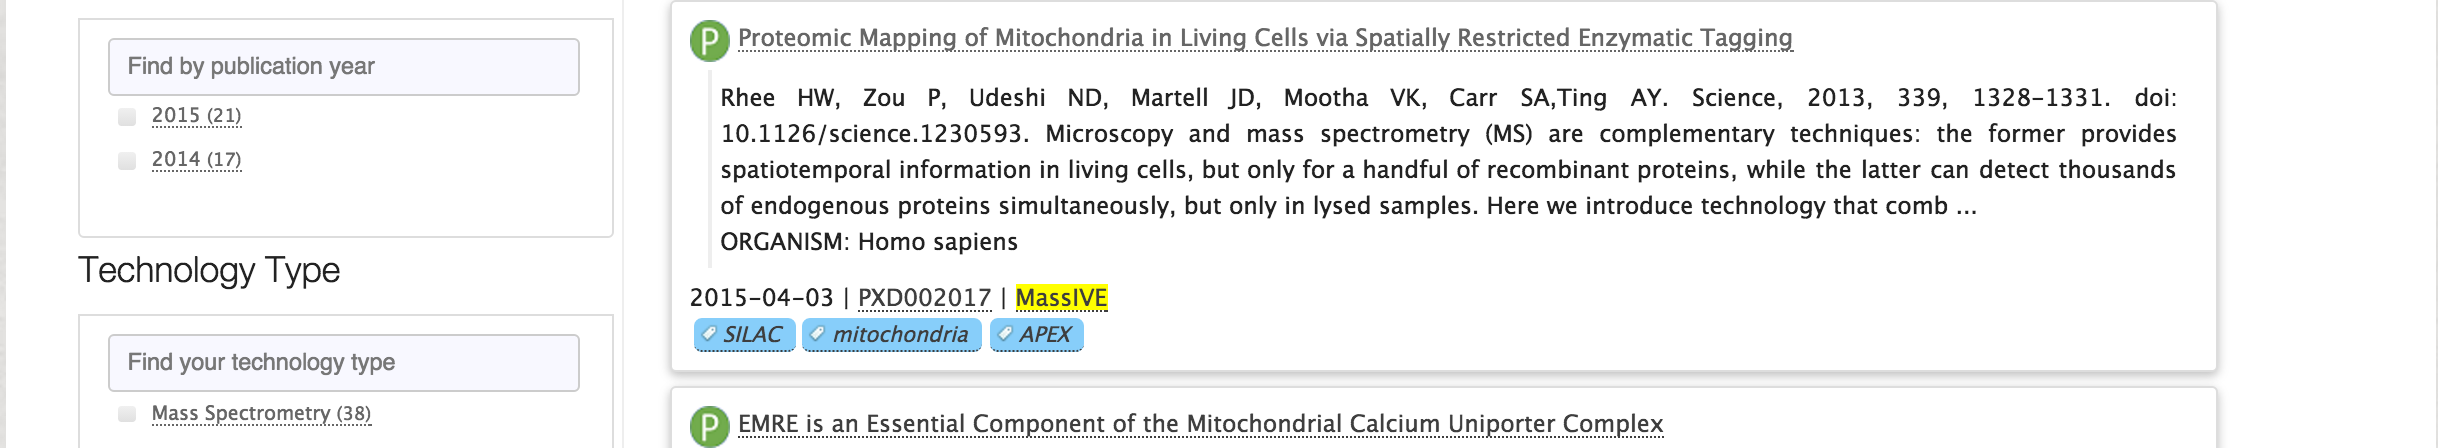 Find by publication year
2015 (21)
2014 (17)
Technology Type
Find your technology type
Mass Spectrometry (38)
P Proteomic Mapping of Mitochondria in Living Cells via Spatially Restricted Enzymatic Tagging
Rhee HW, Zou P, Udeshi ND, Martell JD, Mootha VK, Carr SA,Ting AY. Science, 2013, 339, 1328-1331. doi:
10.1126/science.1230593. Microscopy and mass spectrometry (MS) are complementary techniques: the former provides
spatiotemporal information in living cells, but only for a handful of recombinant proteins, while the latter can detect thousands
of endogenous proteins simultaneously, but only in lysed samples. Here we introduce technology that comb ...
ORGANISM: Homo sapiens
2015-04-03 | PXD002017 | MassIVE
SILAC mitochondria APEX
P EMRE is an Essential Component of the Mitochondrial Calcium Uniporter Complex